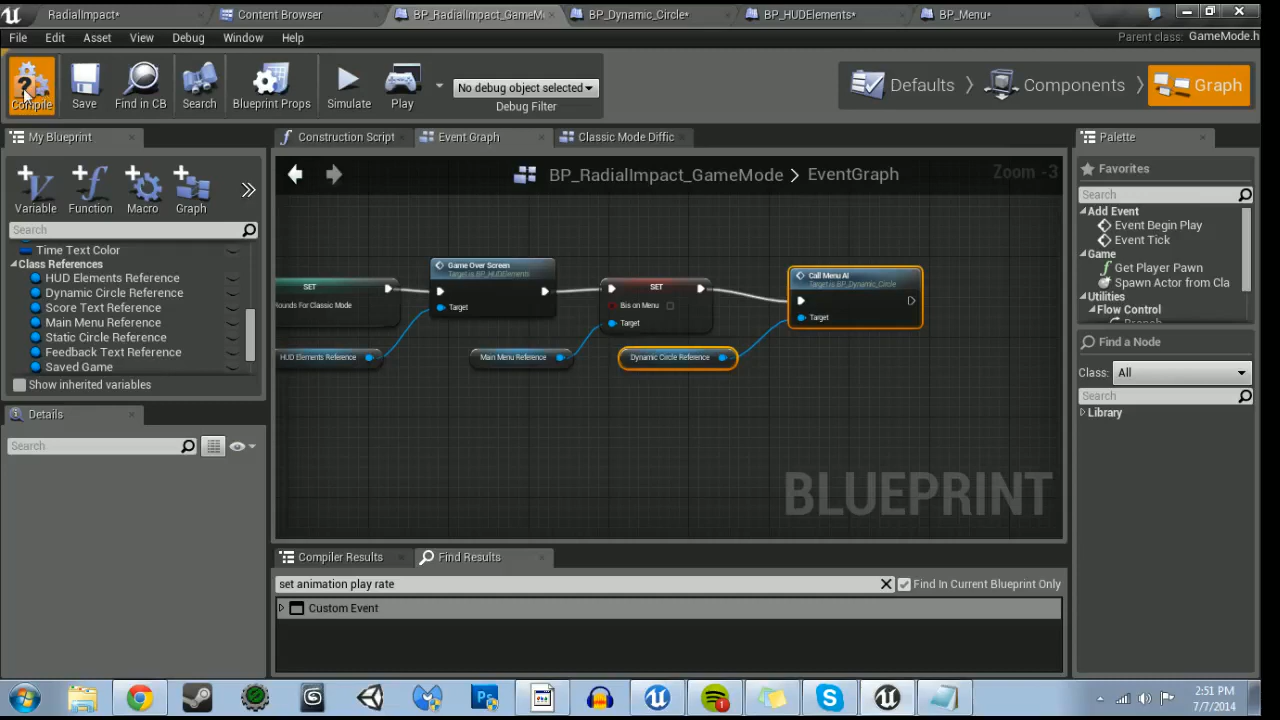 RadialImpact*
Content Browser
BP_RadialImpact_GameM
BP_Dynamic_Circle*
BP_HUDElements*
BP_Menu*
File Edit Asset View Debug Window Help
Parent class: GameMode.h
Compile
Save
Find in CB
Search
Blueprint Props
Simulate
Play
No debug object selected
Debug Filter
Defaults
Components
Graph
My Blueprint
Construction Script
Event Graph
Classic Mode Diffic
Palette
Variable
Function
Macro
Graph
Search
Time Text Color
Class References
HUD Elements Reference
Dynamic Circle Reference
Score Text Reference
Main Menu Reference
Static Circle Reference
Feedback Text Reference
Saved Game
Show inherited variables
Details
Search
BP_RadialImpact_GameMode > EventGraph
Zoom -3
SET
ounds For Classic Mode
HUD Elements Reference
Game Over Screen
Target is BP_HUDElements
Target
Main Menu Reference
SET
Bis on Menu
Target
Dynamic Circle Reference
Call Menu AI
Target is BP_Dynamic_Circle
Target
BLUEPRINT
Favorites
Search
Add Event
Event Begin Play
Event Tick
Game
Get Player Pawn
Spawn Actor from Cla
Utilities
Flow Control
Branch
Find a Node
Class: All
Search
Library
Compiler Results
Find Results
set animation play rate
Find In Current Blueprint Only
Custom Event
2:51 PM
7/7/2014